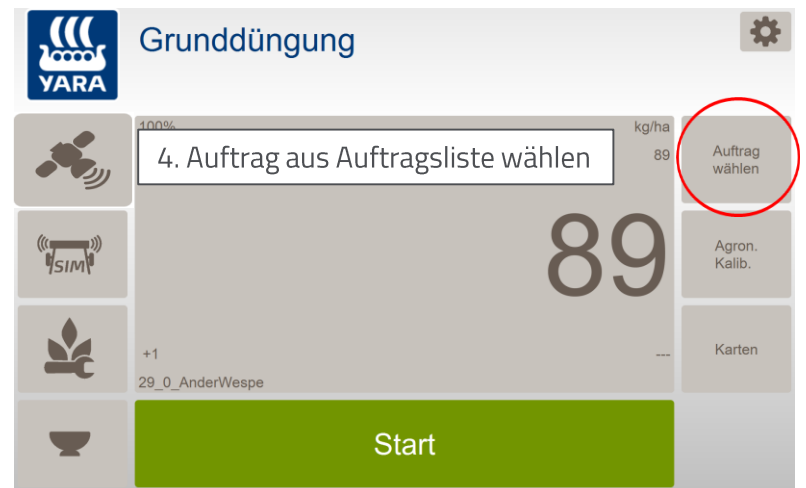 YARA
Grunddüngung
100%
kg/ha
4. Auftrag aus Auftragsliste wählen
89
Auftrag
wählen
SIM
89
Agron.
Kalib.
+1
---
Karten
29_0_AnderWespe
Start